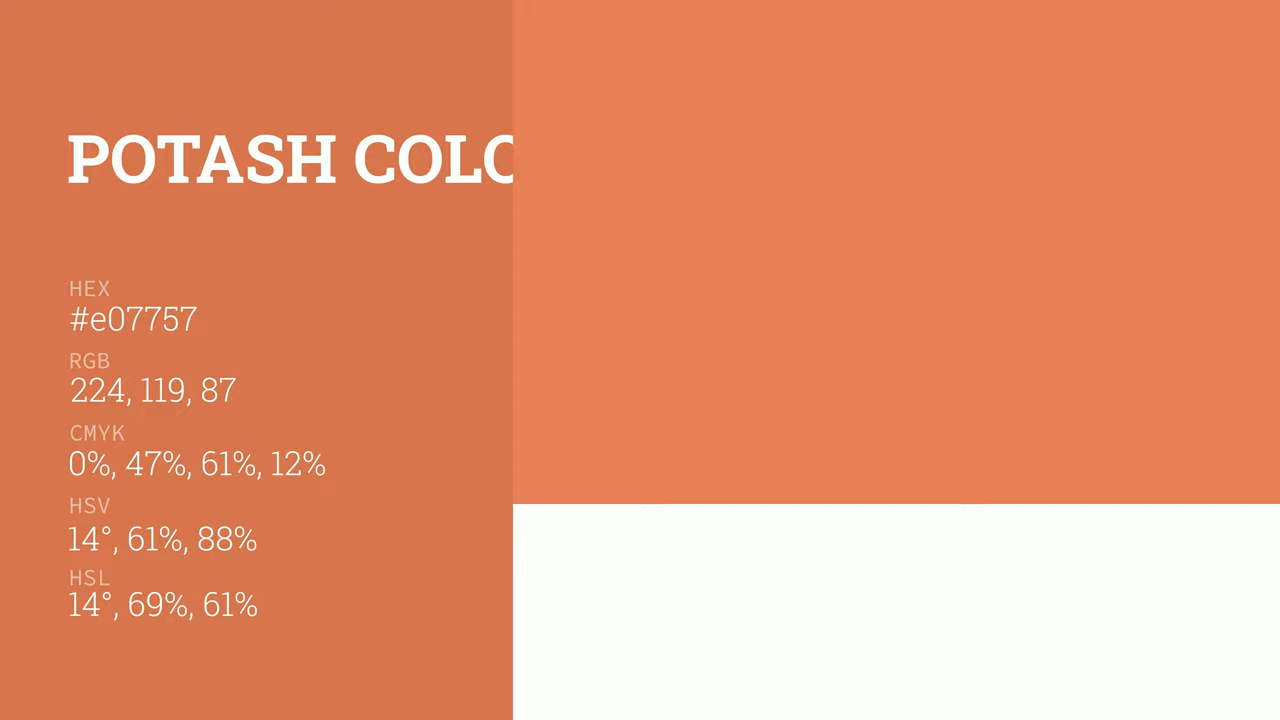 POTASH COLO
HEX
#e07757
RGB
224, 119, 87
CMYK
0%, 47%, 61%, 12%
HSV
14°, 61%, 88%
HSL
14°, 69%, 61%